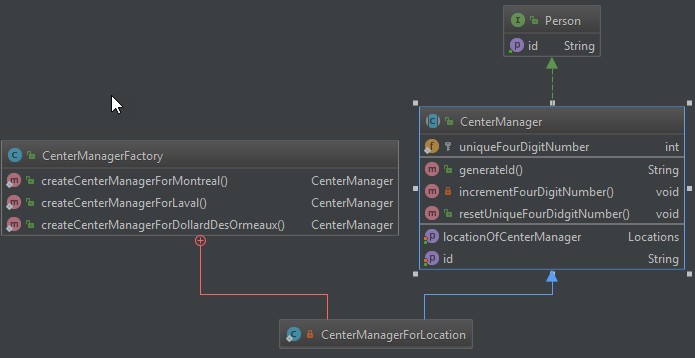 Person
id String
CenterManager
uniqueFourDigitNumber int
generateId() String
incrementFourDigitNumber() void
resetUniqueFourDidgitNumber() void
locationOfCenterManager Locations
id String
CenterManagerFactory
createCenterManagerForMontreal() CenterManager
createCenterManagerForLaval() CenterManager
createCenterManagerForDollardDesOrmeaux() CenterManager
CenterManagerForLocation